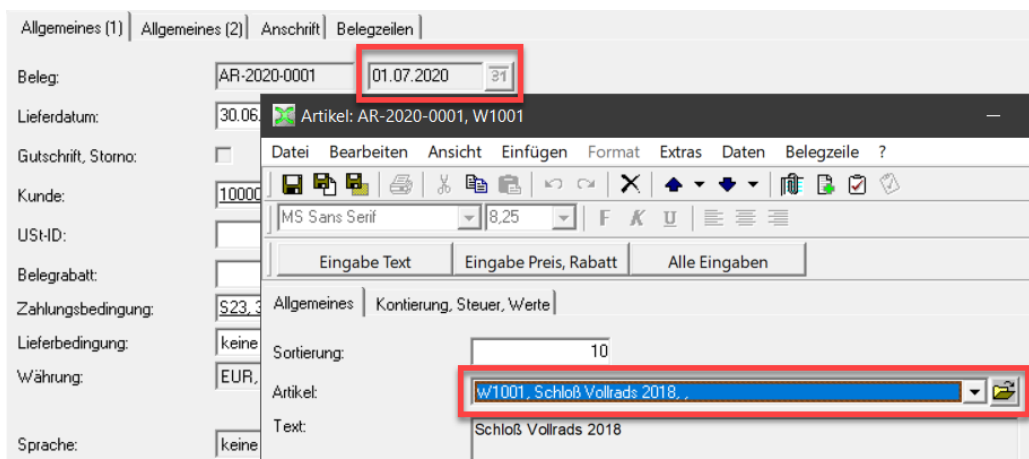 Allgemeines (1) Allgemeines (2) Anschrift Belegzeilen
Beleg: AR-2020-0001 01.07.2020 31
Lieferdatum: 30.06.
Gutschrift, Storno:
Kunde: 1000
USt-ID:
Belegrabatt:
Zahlungsbedingung: S23, 3
Lieferbedingung: keine
Währung: EUR,
Sprache: keine
Artikel: AR-2020-0001, W1001
Datei Bearbeiten Ansicht Einfügen Format Extras Daten Belegzeile ?
MS Sans Serif 8,25 F K U
Eingabe Text Eingabe Preis, Rabatt Alle Eingaben
Allgemeines Kontierung, Steuer, Werte
Sortierung: 10
Artikel: W1001, Schloß Vollrads 2018, ,
Text: Schloß Vollrads 2018